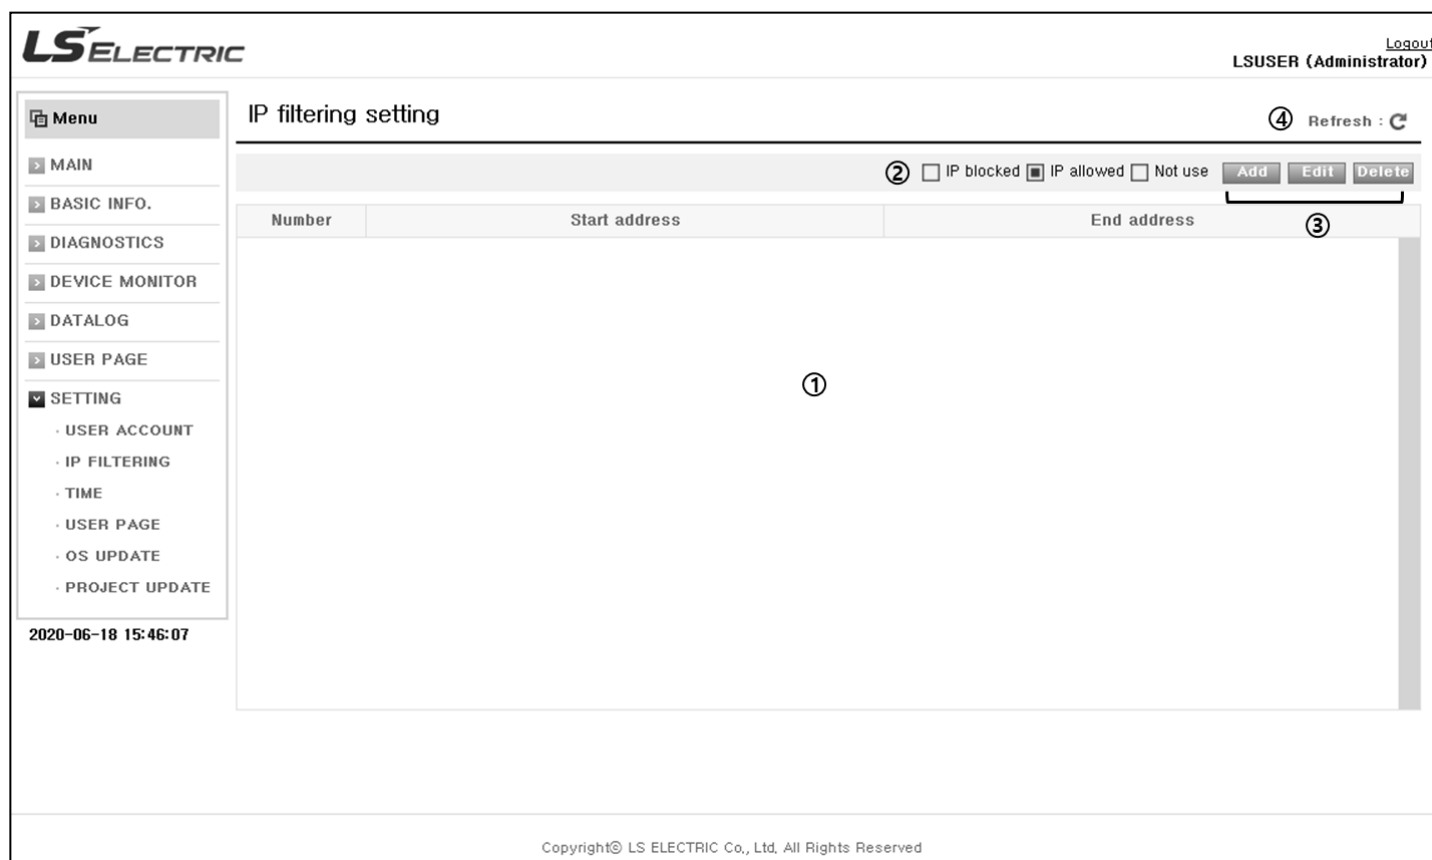 LS ELECTRIC
Logout
LSUSER (Administrator)
Menu
MAIN
BASIC INFO.
DIAGNOSTICS
DEVICE MONITOR
DATALOG
USER PAGE
SETTING
· USER ACCOUNT
· IP FILTERING
· TIME
· USER PAGE
· OS UPDATE
· PROJECT UPDATE
2020-06-18 15:46:07
IP filtering setting
④ Refresh :
② IP blocked IP allowed Not use Add Edit Delete
Number Start address End address
③
①
Copyright© LS ELECTRIC Co., Ltd. All Rights Reserved